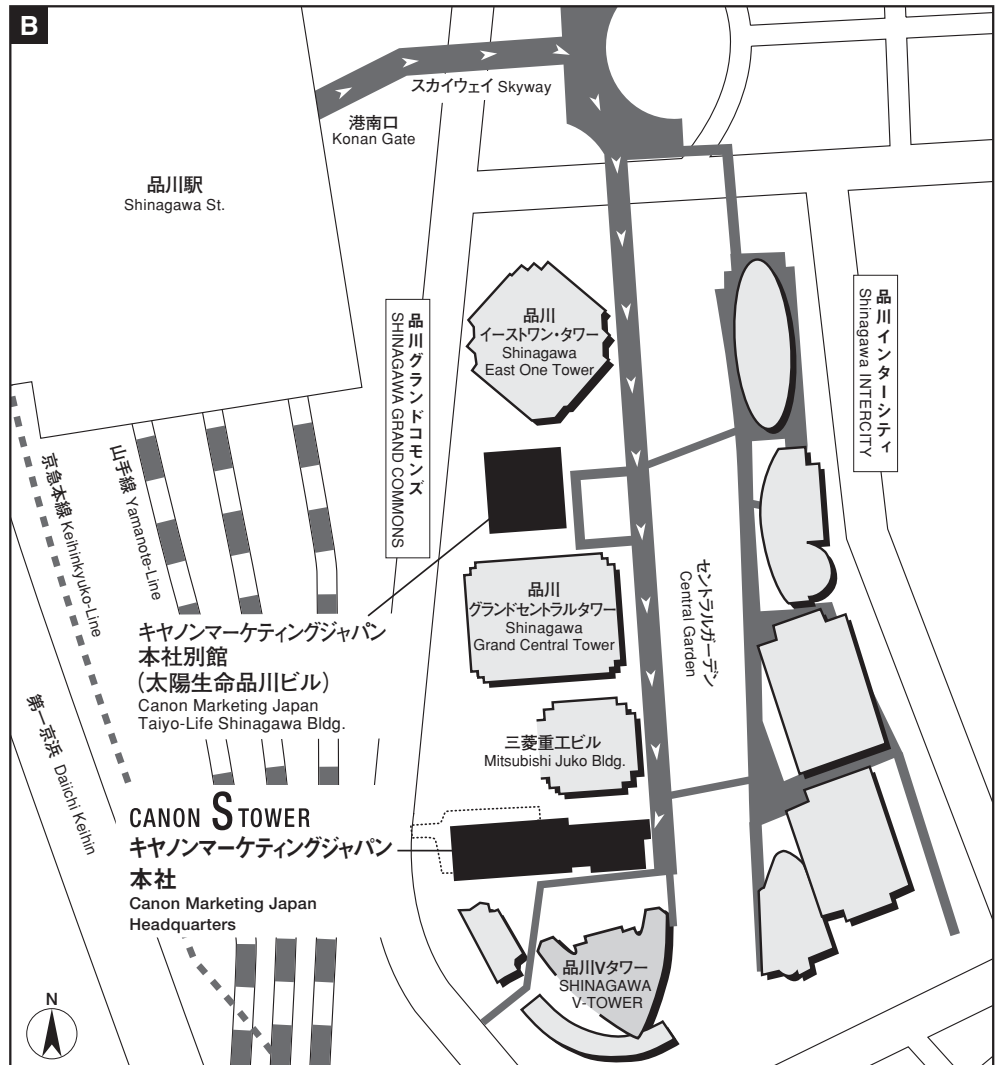 B
スカイウェイ Skyway
港南口
Konan Gate
品川駅
Shinagawa St.
品川グランドコモンズ
SHINAGAWA GRAND COMMONS
品川
イーストワン・タワー
Shinagawa
East One Tower
品川インターシティ
Shinagawa INTERCITY
京急本線 Keihinkyuko-Line
山手線 Yamanote-Line
セントラルガーデン
Central Garden
品川
グランドセントラルタワー
Shinagawa
Grand Central Tower
キヤノンマーケティングジャパン
本社別館
(太陽生命品川ビル)
Canon Marketing Japan
Taiyo-Life Shinagawa Bldg.
第一京浜 Daiichi Keihin
三菱重工ビル
Mitsubishi Juko Bldg.
CANON S TOWER
キヤノンマーケティングジャパン
本社
Canon Marketing Japan
Headquarters
品川Vタワー
SHINAGAWA
V-TOWER
N